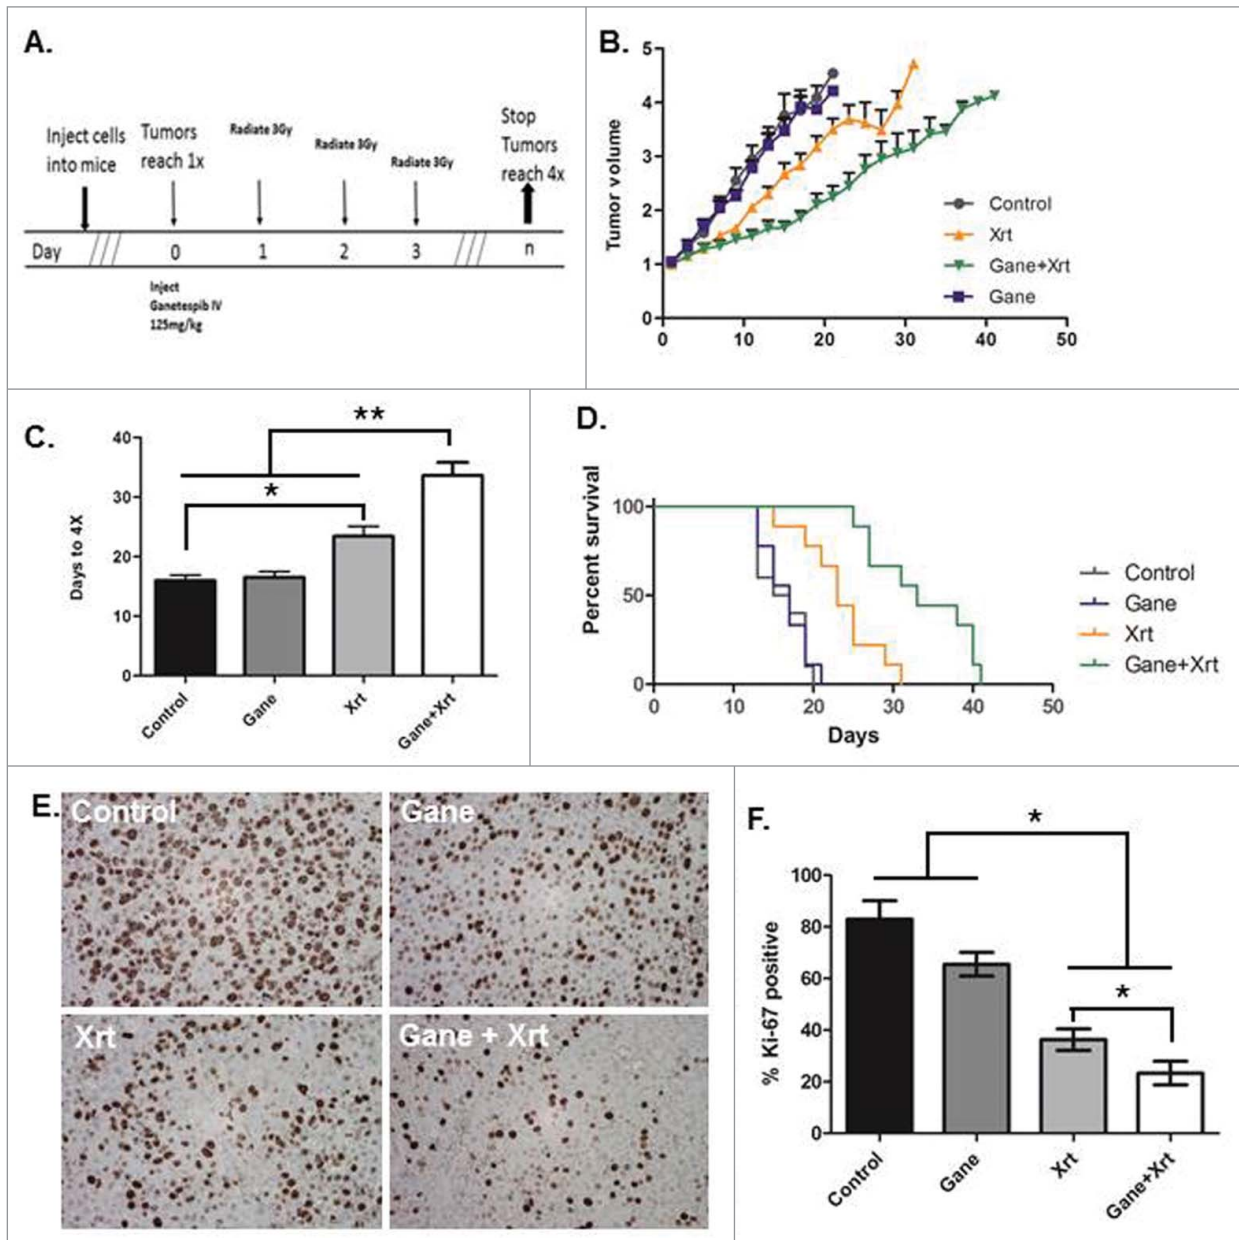 A.
Inject cells
into mice
Tumors
reach 1x
Radiate 3Gy
Radiate 3Gy
Radiate 3Gy
Stop
Tumors
reach 4x
Day
0
1
2
3
n
Inject
Ganetespib IV
125mg/kg
B.
Tumor volume
5
4
3
2
1
0
0 10 20 30 40 50
Control
Xrt
Gane+Xrt
Gane
C.
Days to 4X
40
30
20
10
0
**
*
Control
Gane
Xrt
Gane+Xrt
D.
Percent survival
100
50
0
0 10 20 30 40 50
Days
Control
Gane
Xrt
Gane+Xrt
E.
Control
Gane
Xrt
Gane + Xrt
F.
% Ki-67 positive
100
80
60
40
20
0
*
*
Control
Gane
Xrt
Gane+Xrt